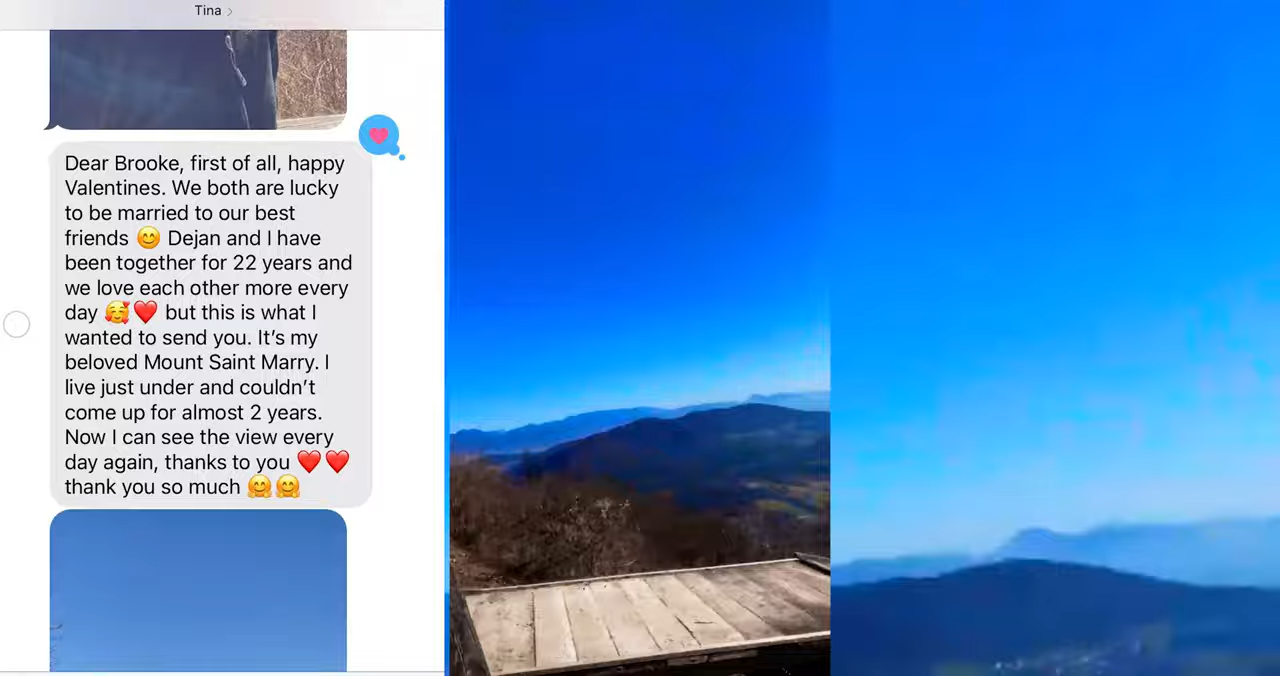 Tina
Dear Brooke, first of all, happy
Valentines. We both are lucky
to be married to our best
friends 😊 Dejan and I have
been together for 22 years and
we love each other more every
day 🥰❤️ but this is what I
wanted to send you. It’s my
beloved Mount Saint Marry. I
live just under and couldn’t
come up for almost 2 years.
Now I can see the view every
day again, thanks to you ❤️❤️
thank you so much 🤗🤗